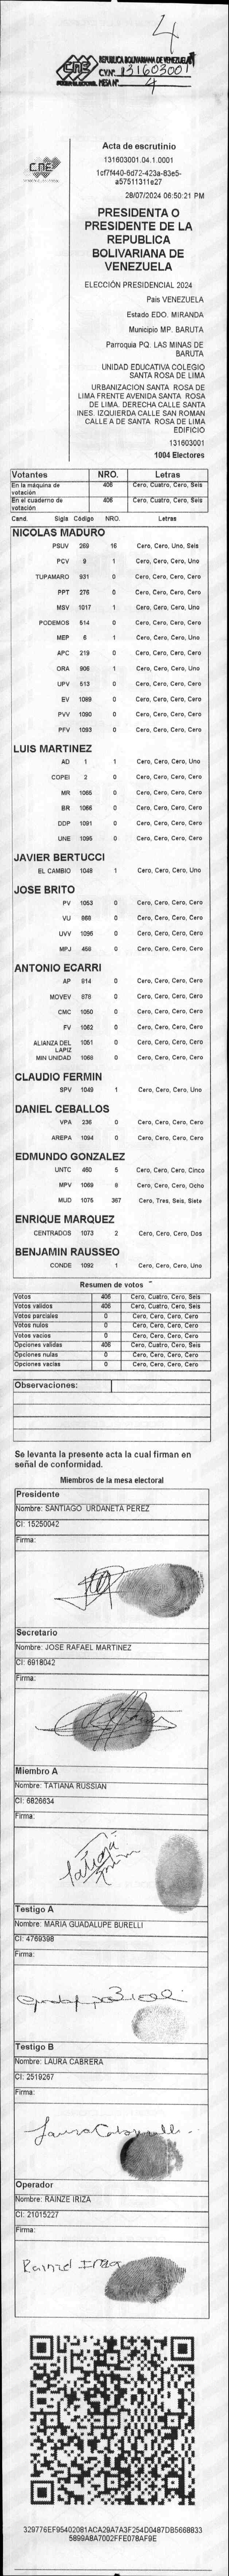 4
CNE
PODER ELECTORAL
REPUBLICA BOLIVARIANA DE VENEZUELA
C.V.Nº 131603001
MESA Nº 4
CNE
Acta de escrutinio
131603001.04.1.0001
1cf7f440-6d72-423a-83e5-
a57511311e27
28/07/2024 06:50:21 PM
PRESIDENTA O
PRESIDENTE DE LA
REPUBLICA
BOLIVARIANA DE
VENEZUELA
ELECCIÓN PRESIDENCIAL 2024
País VENEZUELA
Estado EDO. MIRANDA
Municipio MP. BARUTA
Parroquia PQ. LAS MINAS DE
BARUTA
UNIDAD EDUCATIVA COLEGIO
SANTA ROSA DE LIMA
URBANIZACION SANTA ROSA DE
LIMA FRENTE AVENIDA SANTA ROSA
DE LIMA. DERECHA CALLE SANTA
INES. IZQUIERDA CALLE SAN ROMAN
CALLE A DE SANTA ROSA DE LIMA
EDIFICIO
131603001
1004 Electores
Votantes NRO. Letras
En la máquina de votación 406 Cero, Cuatro, Cero, Seis
En el cuaderno de votación 406 Cero, Cuatro, Cero, Seis
Cand. Sigla Código NRO. Letras
NICOLAS MADURO
PSUV 269 16 Cero, Cero, Uno, Seis
PCV 9 1 Cero, Cero, Cero, Uno
TUPAMARO 931 0 Cero, Cero, Cero, Cero
PPT 276 0 Cero, Cero, Cero, Cero
MSV 1017 1 Cero, Cero, Cero, Uno
PODEMOS 514 0 Cero, Cero, Cero, Cero
MEP 6 1 Cero, Cero, Cero, Uno
APC 219 0 Cero, Cero, Cero, Cero
ORA 906 1 Cero, Cero, Cero, Uno
UPV 513 0 Cero, Cero, Cero, Cero
EV 1089 0 Cero, Cero, Cero, Cero
PVV 1090 0 Cero, Cero, Cero, Cero
PFV 1093 0 Cero, Cero, Cero, Cero
LUIS MARTINEZ
AD 1 1 Cero, Cero, Cero, Uno
COPEI 2 0 Cero, Cero, Cero, Cero
MR 1065 0 Cero, Cero, Cero, Cero
BR 1066 0 Cero, Cero, Cero, Cero
DDP 1091 0 Cero, Cero, Cero, Cero
UNE 1095 0 Cero, Cero, Cero, Cero
JAVIER BERTUCCI
EL CAMBIO 1048 1 Cero, Cero, Cero, Uno
JOSE BRITO
PV 1053 0 Cero, Cero, Cero, Cero
VU 868 0 Cero, Cero, Cero, Cero
UVV 1096 0 Cero, Cero, Cero, Cero
MPJ 458 0 Cero, Cero, Cero, Cero
ANTONIO ECARRI
AP 914 0 Cero, Cero, Cero, Cero
MOVEV 878 0 Cero, Cero, Cero, Cero
CMC 1050 0 Cero, Cero, Cero, Cero
FV 1062 0 Cero, Cero, Cero, Cero
ALIANZA DEL LAPIZ 1051 0 Cero, Cero, Cero, Cero
MIN UNIDAD 1068 0 Cero, Cero, Cero, Cero
CLAUDIO FERMIN
SPV 1049 1 Cero, Cero, Cero, Uno
DANIEL CEBALLOS
VPA 236 0 Cero, Cero, Cero, Cero
AREPA 1094 0 Cero, Cero, Cero, Cero
EDMUNDO GONZALEZ
UNTC 460 5 Cero, Cero, Cero, Cinco
MPV 1069 8 Cero, Cero, Cero, Ocho
MUD 1075 367 Cero, Tres, Seis, Siete
ENRIQUE MARQUEZ
CENTRADOS 1073 2 Cero, Cero, Cero, Dos
BENJAMIN RAUSSEO
CONDE 1092 1 Cero, Cero, Cero, Uno
Resumen de votos
Votos 406 Cero, Cuatro, Cero, Seis
Votos validos 406 Cero, Cuatro, Cero, Seis
Votos parciales 0 Cero, Cero, Cero, Cero
Votos nulos 0 Cero, Cero, Cero, Cero
Votos vacios 0 Cero, Cero, Cero, Cero
Opciones validas 406 Cero, Cuatro, Cero, Seis
Opciones nulas 0 Cero, Cero, Cero, Cero
Opciones vacias 0 Cero, Cero, Cero, Cero
Observaciones:
Se levanta la presente acta la cual firman en
señal de conformidad.
Miembros de la mesa electoral
Presidente
Nombre: SANTIAGO URDANETA PEREZ
CI: 15250042
Firma:
Secretario
Nombre: JOSE RAFAEL MARTINEZ
CI: 6918042
Firma:
Miembro A
Nombre: TATIANA RUSSIAN
CI: 6826634
Firma:
Testigo A
Nombre: MARIA GUADALUPE BURELLI
CI: 4769398
Firma:
Testigo B
Nombre: LAURA CABRERA
CI: 2519267
Firma:
Operador
Nombre: RAINZE IRIZA
CI: 21015227
Firma:
329776EF95402081ACA29A7A3F254D0487DB5668833
5899A8A7002FFE078AF9E